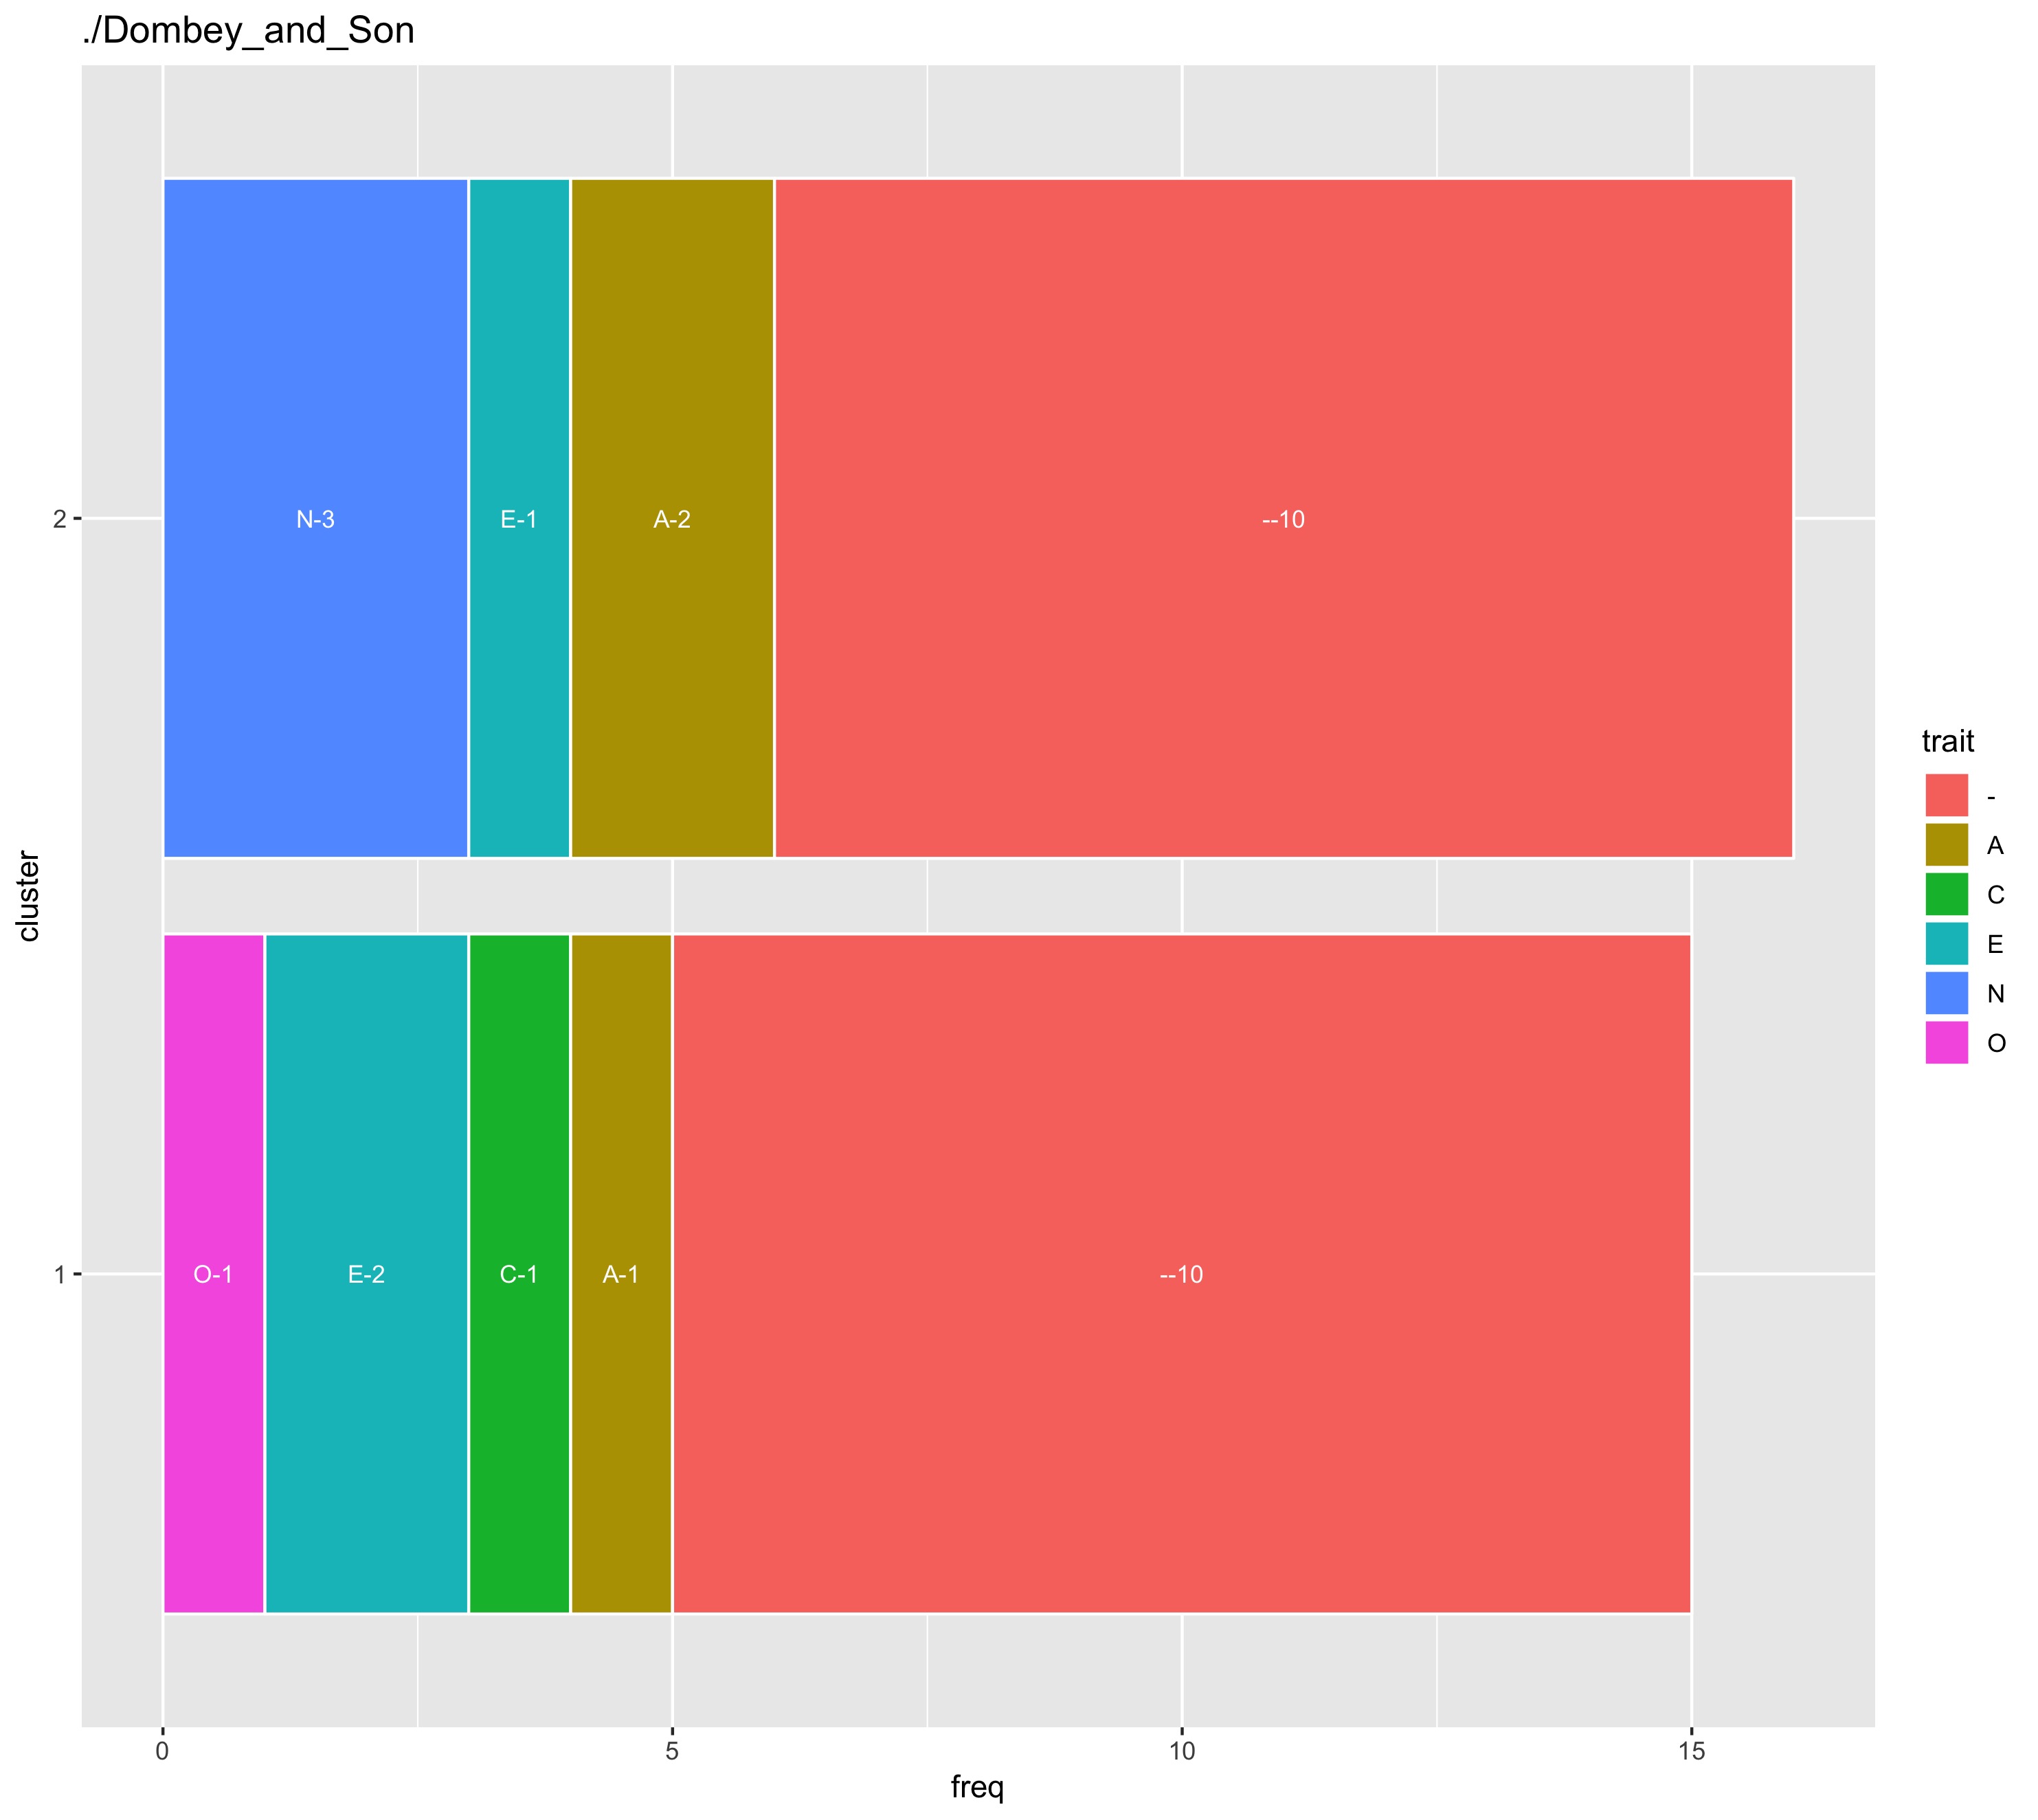 ./Dombey_and_Son
cluster
2
N-3 E-1 A-2 --10
1
O-1 E-2 C-1 A-1 --10
0 5 10 15
freq
trait
-
A
C
E
N
O